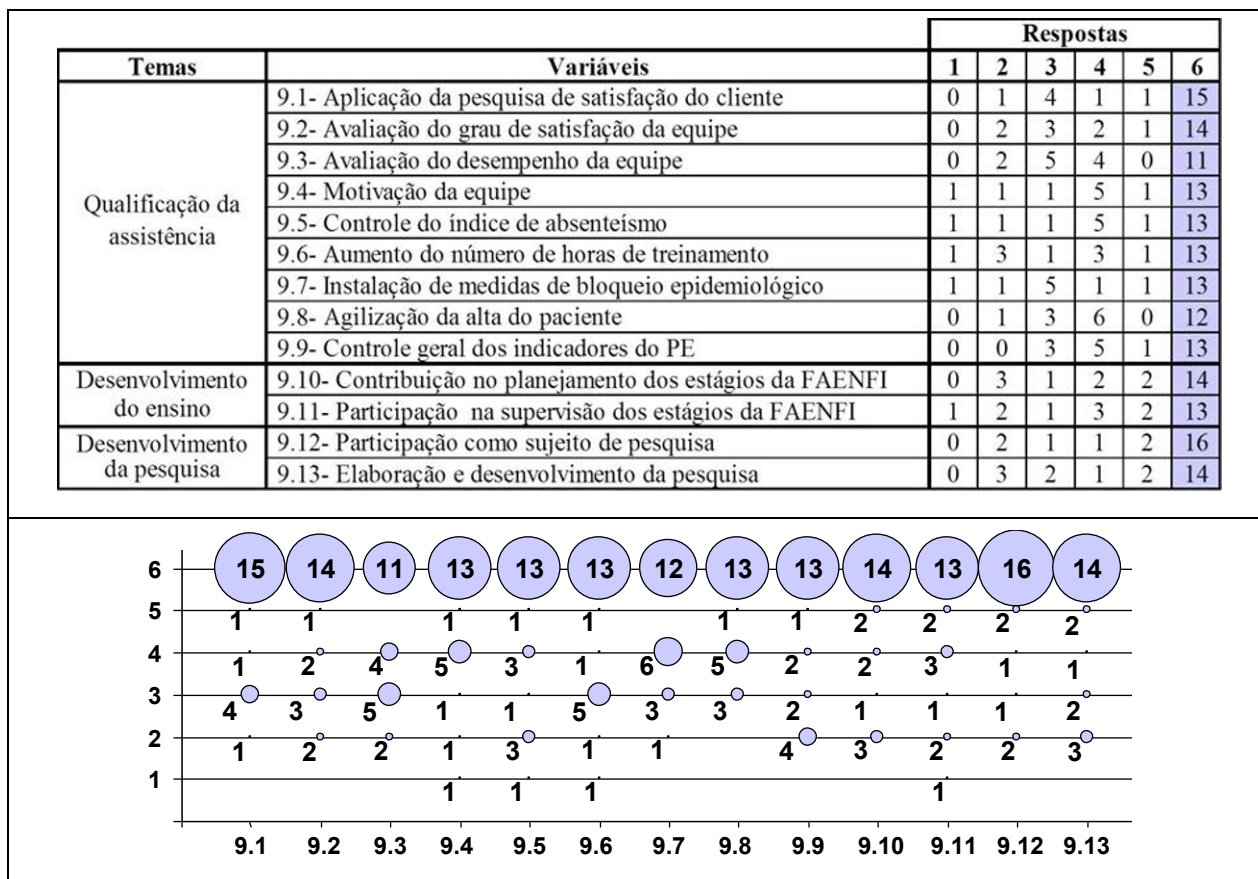 Respostas
Temas Variáveis 1 2 3 4 5 6
Qualificação da assistência
9.1- Aplicação da pesquisa de satisfação do cliente 0 1 4 1 1 15
9.2- Avaliação do grau de satisfação da equipe 0 2 3 2 1 14
9.3- Avaliação do desempenho da equipe 0 2 5 4 0 11
9.4- Motivação da equipe 1 1 1 5 1 13
9.5- Controle do índice de absenteísmo 1 1 1 5 1 13
9.6- Aumento do número de horas de treinamento 1 3 1 3 1 13
9.7- Instalação de medidas de bloqueio epidemiológico 1 1 5 1 1 13
9.8- Agilização da alta do paciente 0 1 3 6 0 12
9.9- Controle geral dos indicadores do PE 0 0 3 5 1 13
Desenvolvimento do ensino
9.10- Contribuição no planejamento dos estágios da FAENFI 0 3 1 2 2 14
9.11- Participação na supervisão dos estágios da FAENFI 1 2 1 3 2 13
Desenvolvimento da pesquisa
9.12- Participação como sujeito de pesquisa 0 2 1 1 2 16
9.13- Elaboração e desenvolvimento da pesquisa 0 3 2 1 2 14
6 15 14 11 13 13 13 12 13 13 14 13 16 14
5 1 1 1 1 1 1 1 2 2 2 2
4 1 2 4 5 3 1 6 5 2 2 3 1 1
3 4 3 5 1 1 5 3 3 2 1 1 1 2
2 1 2 2 1 3 1 1 4 3 2 2 3
1 1 1 1 1
9.1 9.2 9.3 9.4 9.5 9.6 9.7 9.8 9.9 9.10 9.11 9.12 9.13